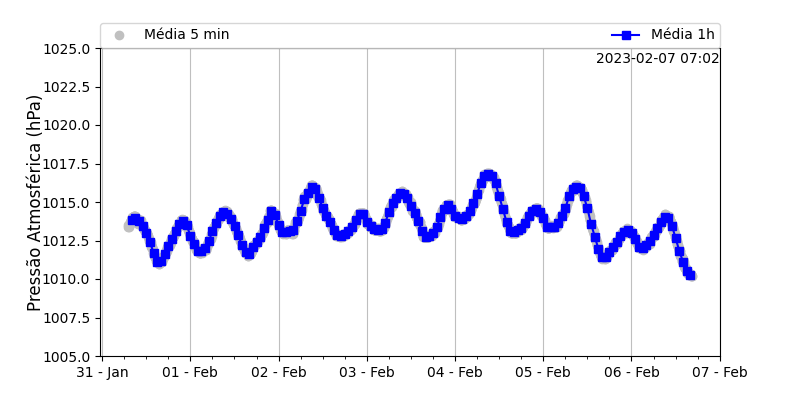 Média 5 min
Média 1h
2023-02-07 07:02
Pressão Atmosférica (hPa)
1025.0
1022.5
1020.0
1017.5
1015.0
1012.5
1010.0
1007.5
1005.0
31 - Jan 01 - Feb 02 - Feb 03 - Feb 04 - Feb 05 - Feb 06 - Feb 07 - Feb